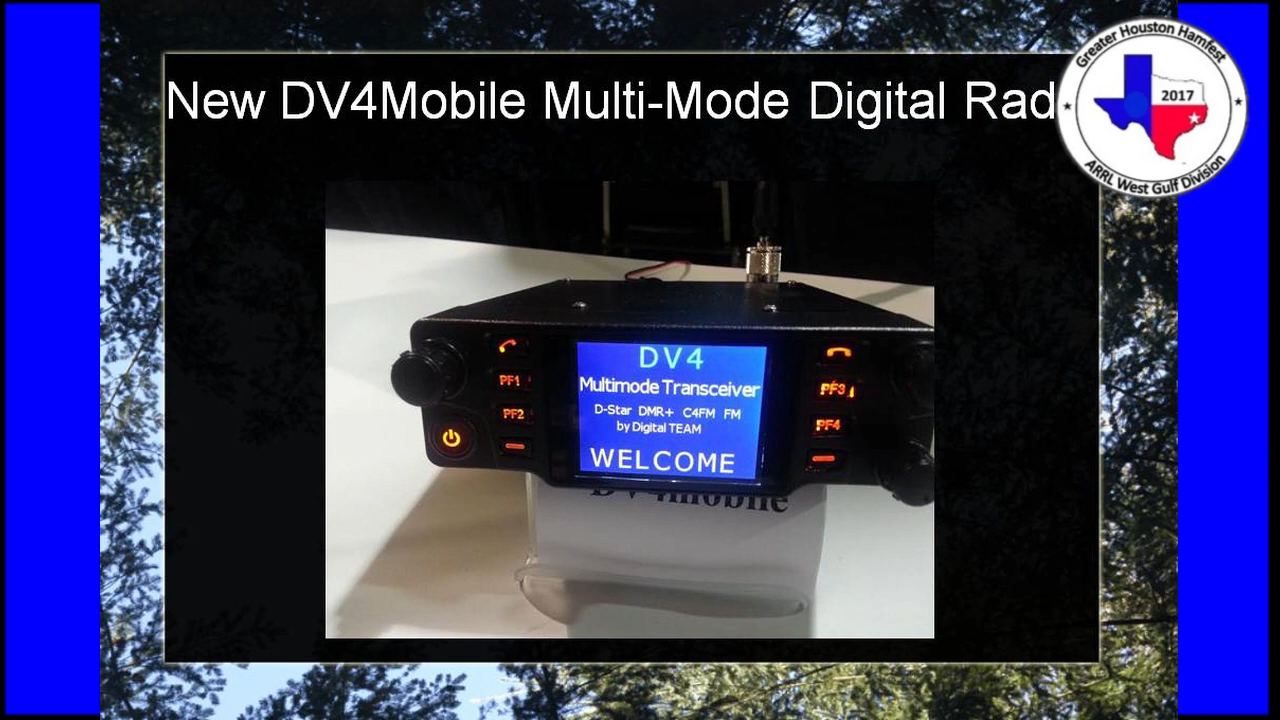 New DV4Mobile Multi-Mode Digital Rad
Greater Houston Hamfest
2017
ARRL West Gulf Division
DV4
Multimode Transceiver
D-Star DMR+ C4FM FM
by Digital TEAM
WELCOME
PF1
PF2
PF3
PF4
DV4mobile